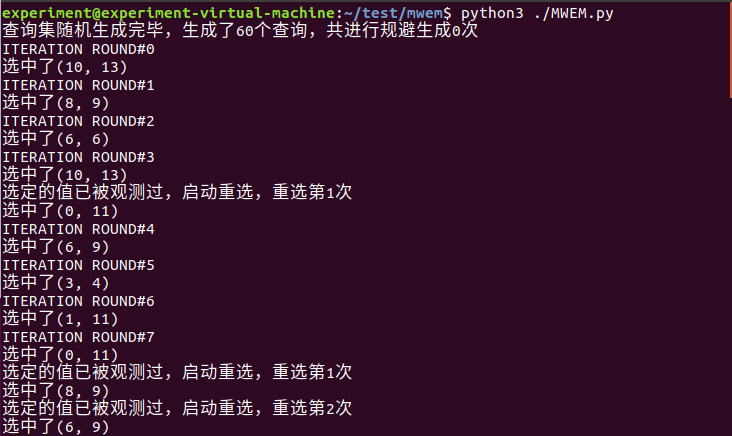 experiment@experiment-virtual-machine:~/test/mwem$ python3 ./MWEM.py
查询集随机生成完毕，生成了60个查询，共进行规避生成0次
ITERATION ROUND#0
选中了(10, 13)
ITERATION ROUND#1
选中了(8, 9)
ITERATION ROUND#2
选中了(6, 6)
ITERATION ROUND#3
选中了(10, 13)
选定的值已被观测过，启动重选，重选第1次
选中了(0, 11)
ITERATION ROUND#4
选中了(6, 9)
ITERATION ROUND#5
选中了(3, 4)
ITERATION ROUND#6
选中了(1, 11)
ITERATION ROUND#7
选中了(0, 11)
选定的值已被观测过，启动重选，重选第1次
选中了(8, 9)
选定的值已被观测过，启动重选，重选第2次
选中了(6, 9)